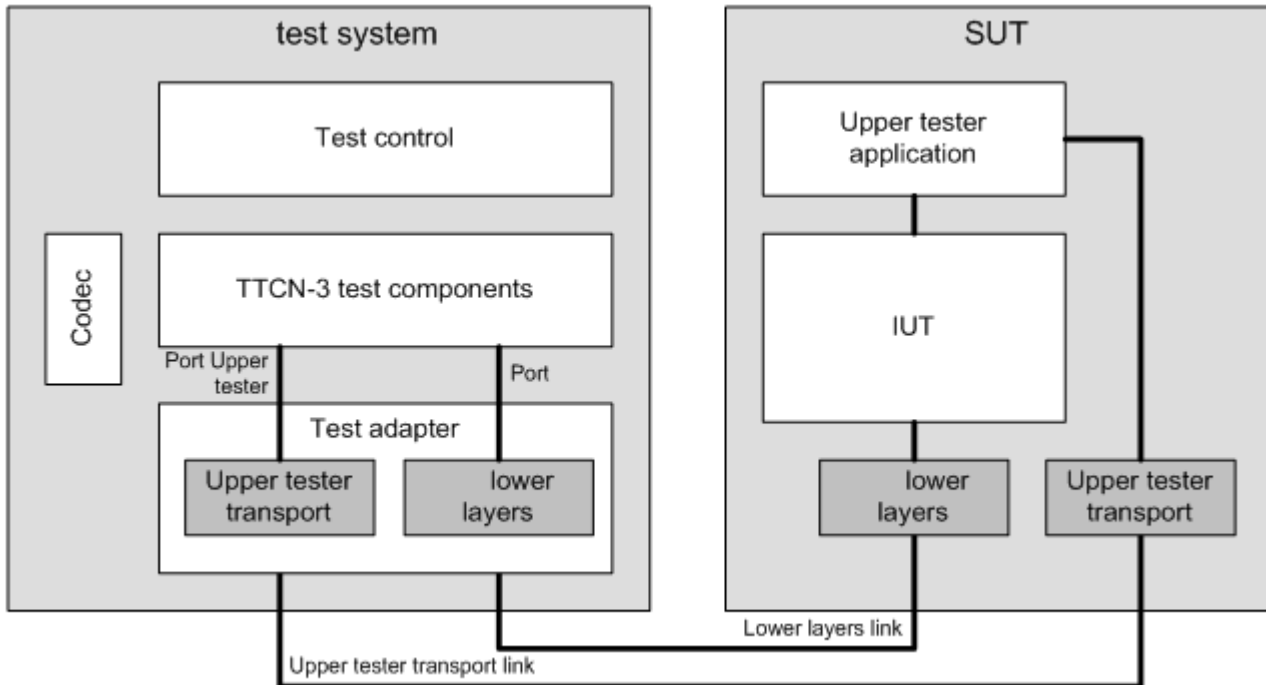 test system
Test control
Codec
TTCN-3 test components
Port Upper
tester
Port
Test adapter
Upper tester
transport
lower
layers
SUT
Upper tester
application
IUT
lower
layers
Upper tester
transport
Lower layers link
Upper tester transport link